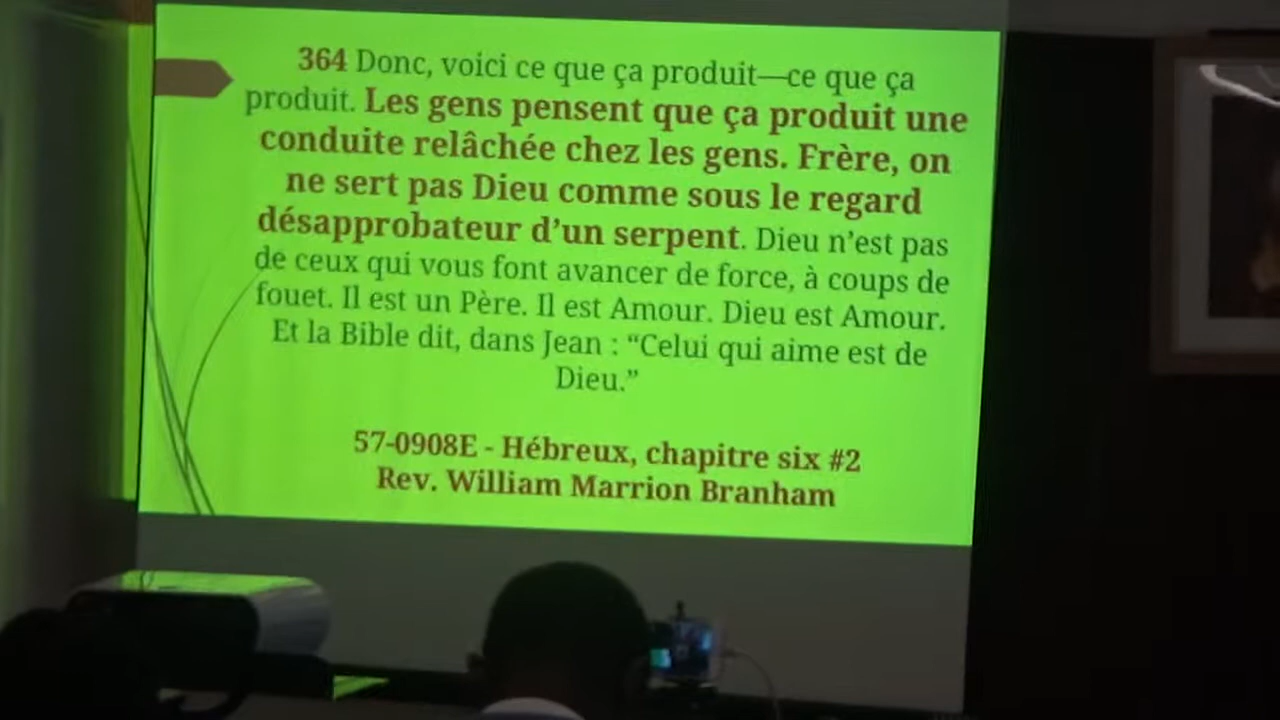 364 Donc, voici ce que ça produit—ce que ça
produit. Les gens pensent que ça produit une
conduite relâchée chez les gens. Frère, on
ne sert pas Dieu comme sous le regard
désapprobateur d’un serpent. Dieu n’est pas
de ceux qui vous font avancer de force, à coups de
fouet. Il est un Père. Il est Amour. Dieu est Amour.
Et la Bible dit, dans Jean : “Celui qui aime est de
Dieu.”
57-0908E - Hébreux, chapitre six #2
Rev. William Marrion Branham